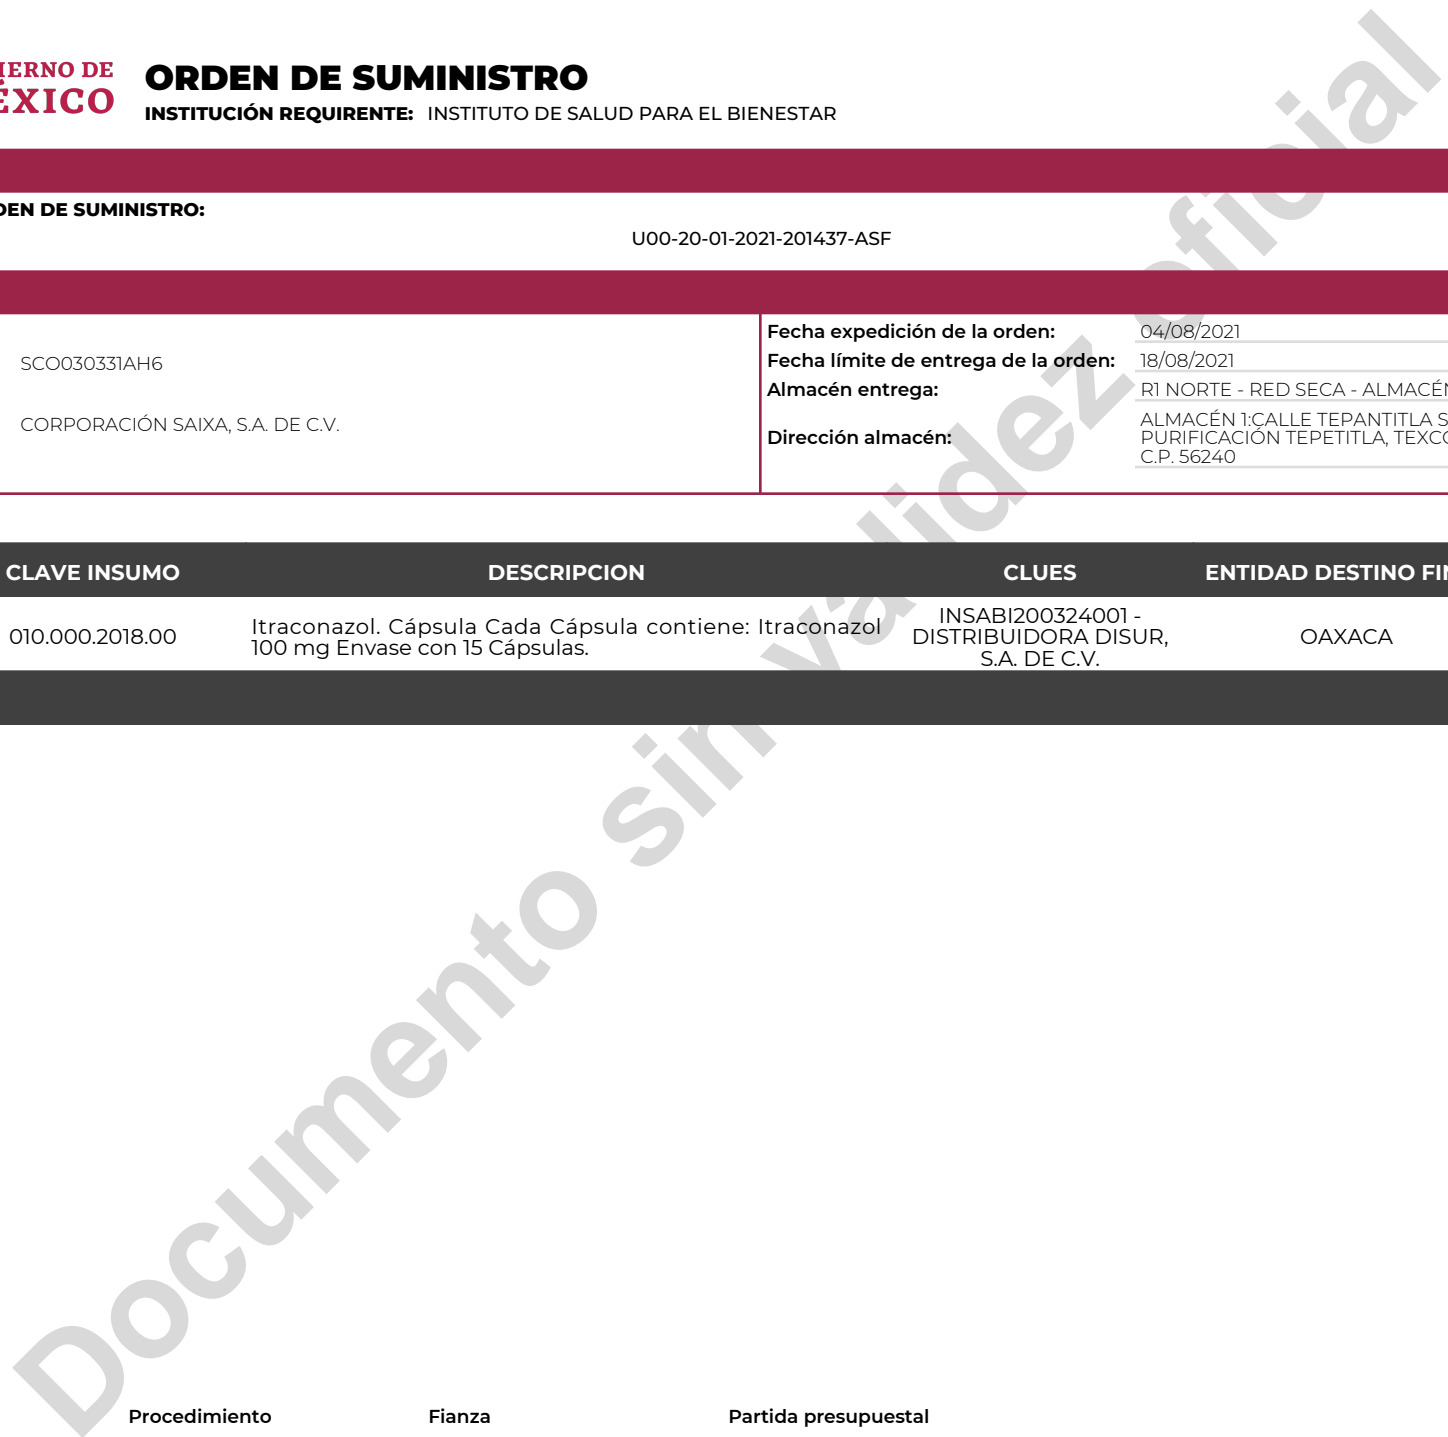 IERNO DE
ÉXICO
ORDEN DE SUMINISTRO
INSTITUCIÓN REQUIRENTE: INSTITUTO DE SALUD PARA EL BIENESTAR
DEN DE SUMINISTRO:
U00-20-01-2021-201437-ASF
SCO030331AH6
CORPORACIÓN SAIXA, S.A. DE C.V.
Fecha expedición de la orden: 04/08/2021
Fecha límite de entrega de la orden: 18/08/2021
Almacén entrega: R1 NORTE - RED SECA - ALMACÉN
Dirección almacén:
ALMACÉN 1:CALLE TEPANTITLA S
PURIFICACIÓN TEPETITLA, TEXCO
C.P. 56240
CLAVE INSUMO DESCRIPCION CLUES ENTIDAD DESTINO FIN
010.000.2018.00
Itraconazol. Cápsula Cada Cápsula contiene: Itraconazol
100 mg Envase con 15 Cápsulas.
INSABI200324001 -
DISTRIBUIDORA DISUR,
S.A. DE C.V.
OAXACA
Documento sin validez oficial
Procedimiento Fianza Partida presupuestal